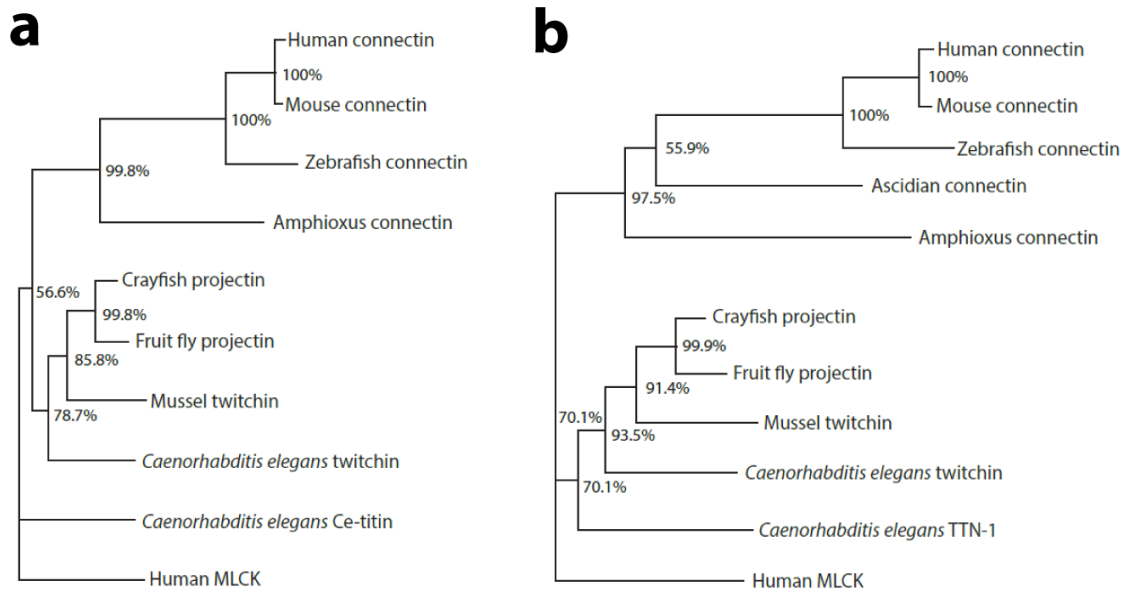 a
Human connectin
100%
Mouse connectin
100%
Zebrafish connectin
99.8%
Amphioxus connectin
Crayfish projectin
56.6%
99.8%
Fruit fly projectin
85.8%
Mussel twitchin
78.7%
Caenorhabditis elegans twitchin
Caenorhabditis elegans Ce-titin
Human MLCK
b
Human connectin
100%
Mouse connectin
100%
Zebrafish connectin
55.9%
Ascidian connectin
97.5%
Amphioxus connectin
Crayfish projectin
99.9%
Fruit fly projectin
91.4%
70.1%
Mussel twitchin
93.5%
Caenorhabditis elegans twitchin
70.1%
Caenorhabditis elegans TTN-1
Human MLCK